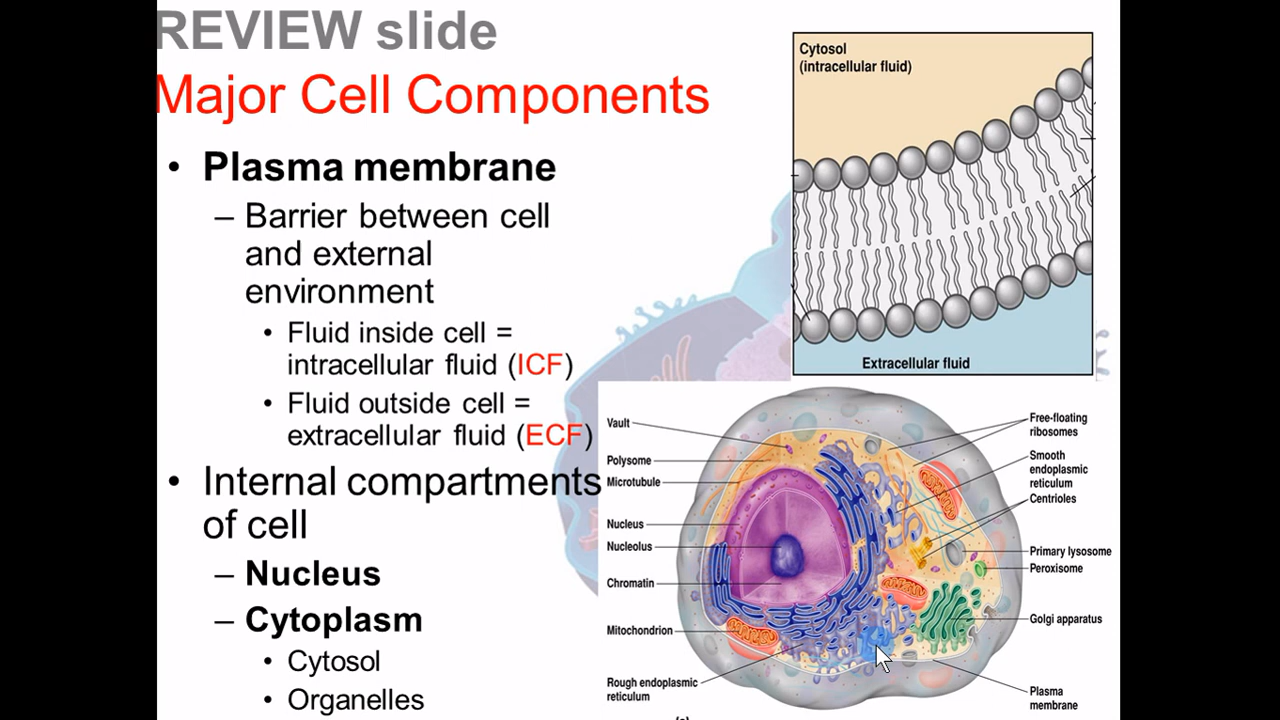 REVIEW slide
Major Cell Components
• Plasma membrane
– Barrier between cell
and external
environment
• Fluid inside cell =
intracellular fluid (ICF)
• Fluid outside cell =
extracellular fluid (ECF)
• Internal compartments
of cell
– Nucleus
– Cytoplasm
• Cytosol
• Organelles
Cytosol
(intracellular fluid)
Extracellular fluid
Vault
Polysome
Microtubule
Nucleus
Nucleolus
Chromatin
Mitochondrion
Rough endoplasmic
reticulum
Free-floating
ribosomes
Smooth
endoplasmic
reticulum
Centrioles
Primary lysosome
Peroxisome
Golgi apparatus
Plasma
membrane